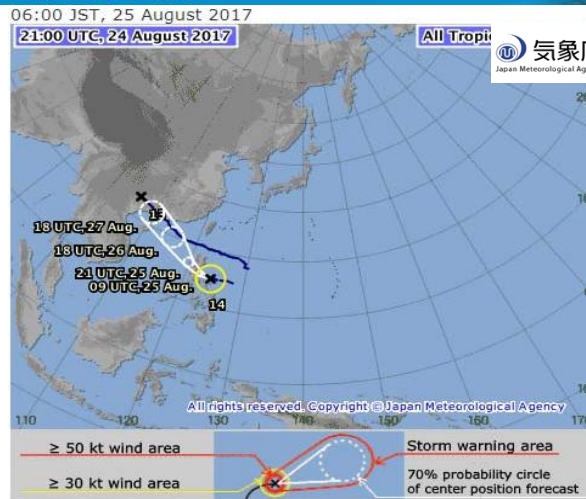 06:00 JST, 25 August 2017
21:00 UTC, 24 August 2017
All Tropic
気象庁
Japan Meteorological Ag
13
18 UTC,27 Aug.
18 UTC,26 Aug.
21 UTC,25 Aug.
09 UTC,25 Aug.
14
All rights reserved. Copyright © Japan Meteorological Agency
110 120 130 140 150 160 170
≥ 50 kt wind area
Storm warning area
≥ 30 kt wind area
70% probability circle
of center position forecast